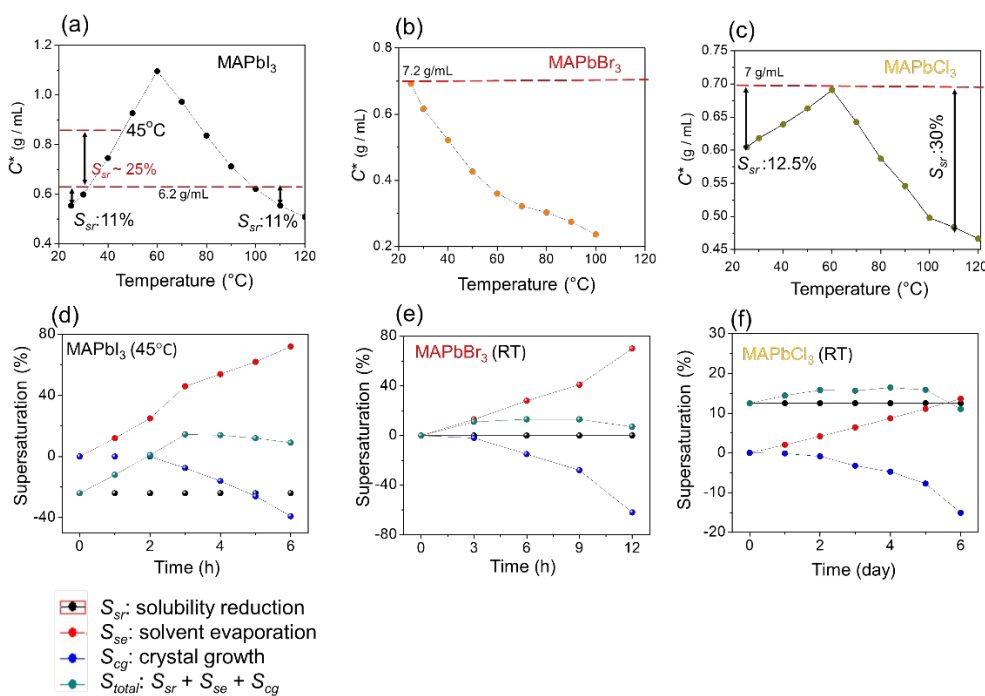 (a)
MAPbI3
C* (g / mL)
1.2
1.0
0.8
0.6
0.4
45°C
Ssr ~ 25%
6.2 g/mL
Ssr:11%
Ssr:11%
20 40 60 80 100 120
Temperature (°C)
(b)
MAPbBr3
C* (g / mL)
0.8
0.6
0.4
0.2
7.2 g/mL
20 40 60 80 100 120
Temperature (°C)
(c)
MAPbCl3
C* (g / mL)
0.75
0.70
0.65
0.60
0.55
0.50
0.45
7 g/mL
Ssr:12.5%
Ssr:30%
20 40 60 80 100 120
Temperature (°C)
(d)
MAPbI3 (45℃)
Supersaturation (%)
80
40
0
-40
0 2 4 6
Time (h)
(e)
MAPbBr3 (RT)
Supersaturation (%)
80
40
0
-40
-80
0 3 6 9 12
Time (h)
(f)
MAPbCl3 (RT)
Supersaturation (%)
30
20
10
0
-10
-20
0 2 4 6
Time (day)
Ssr: solubility reduction
Sse: solvent evaporation
Scg: crystal growth
Stotal: Ssr + Sse + Scg